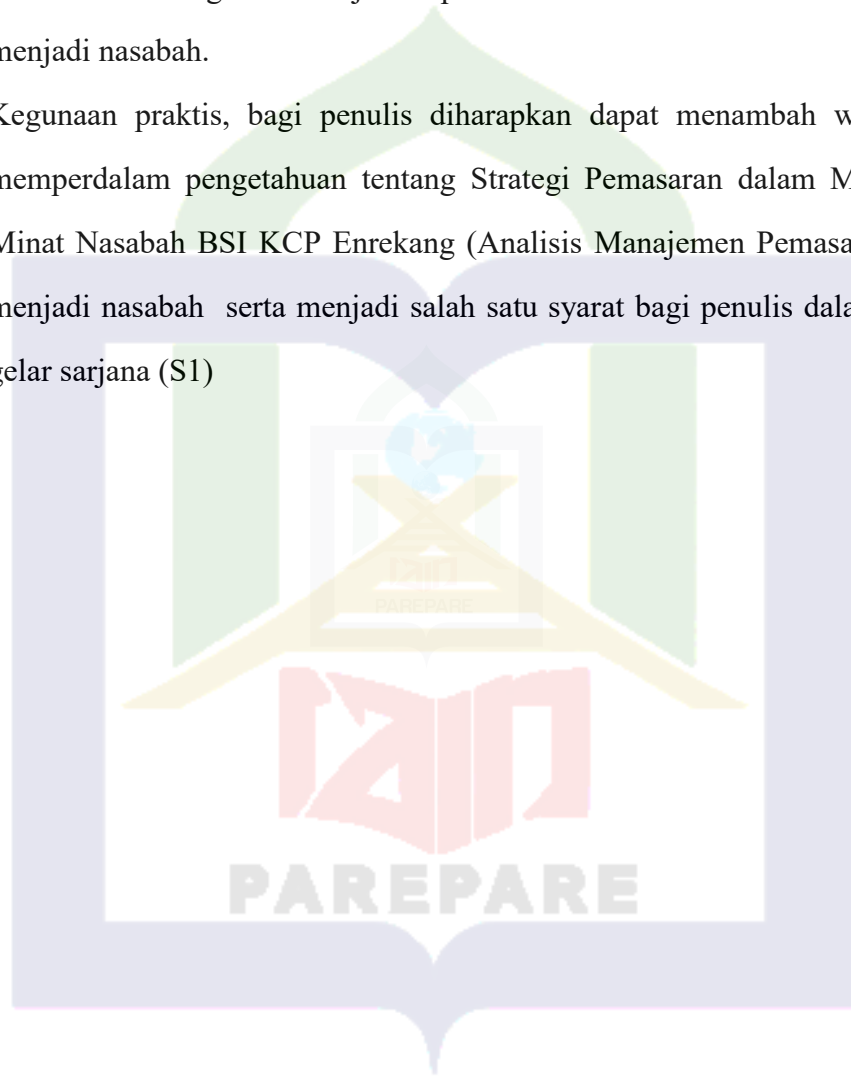 menjadi nasabah.
Kegunaan praktis, bagi penulis diharapkan dapat menambah w
memperdalam pengetahuan tentang Strategi Pemasaran dalam M
Minat Nasabah BSI KCP Enrekang (Analisis Manajemen Pemasa
menjadi nasabah serta menjadi salah satu syarat bagi penulis dala
gelar sarjana (S1)
iain
PAREPARE
iain
PAREPARE